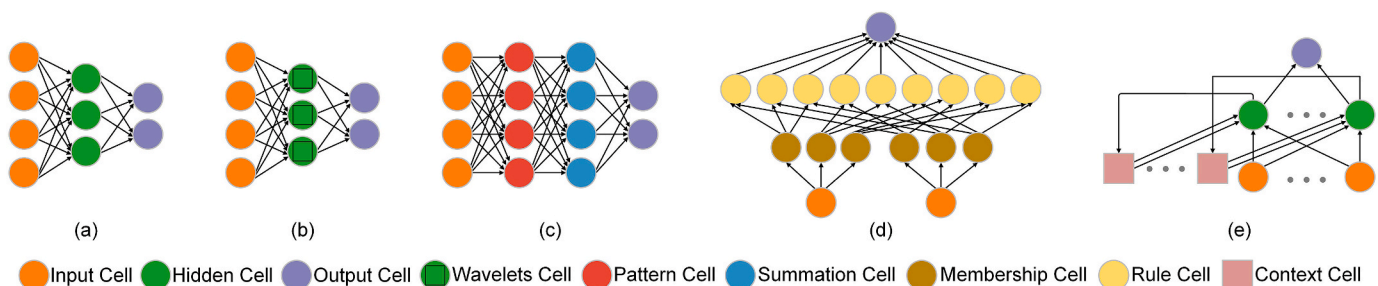 (a) (b) (c) (d) (e)
Input Cell Hidden Cell Output Cell Wavelets Cell Pattern Cell Summation Cell Membership Cell Rule Cell Context Cell